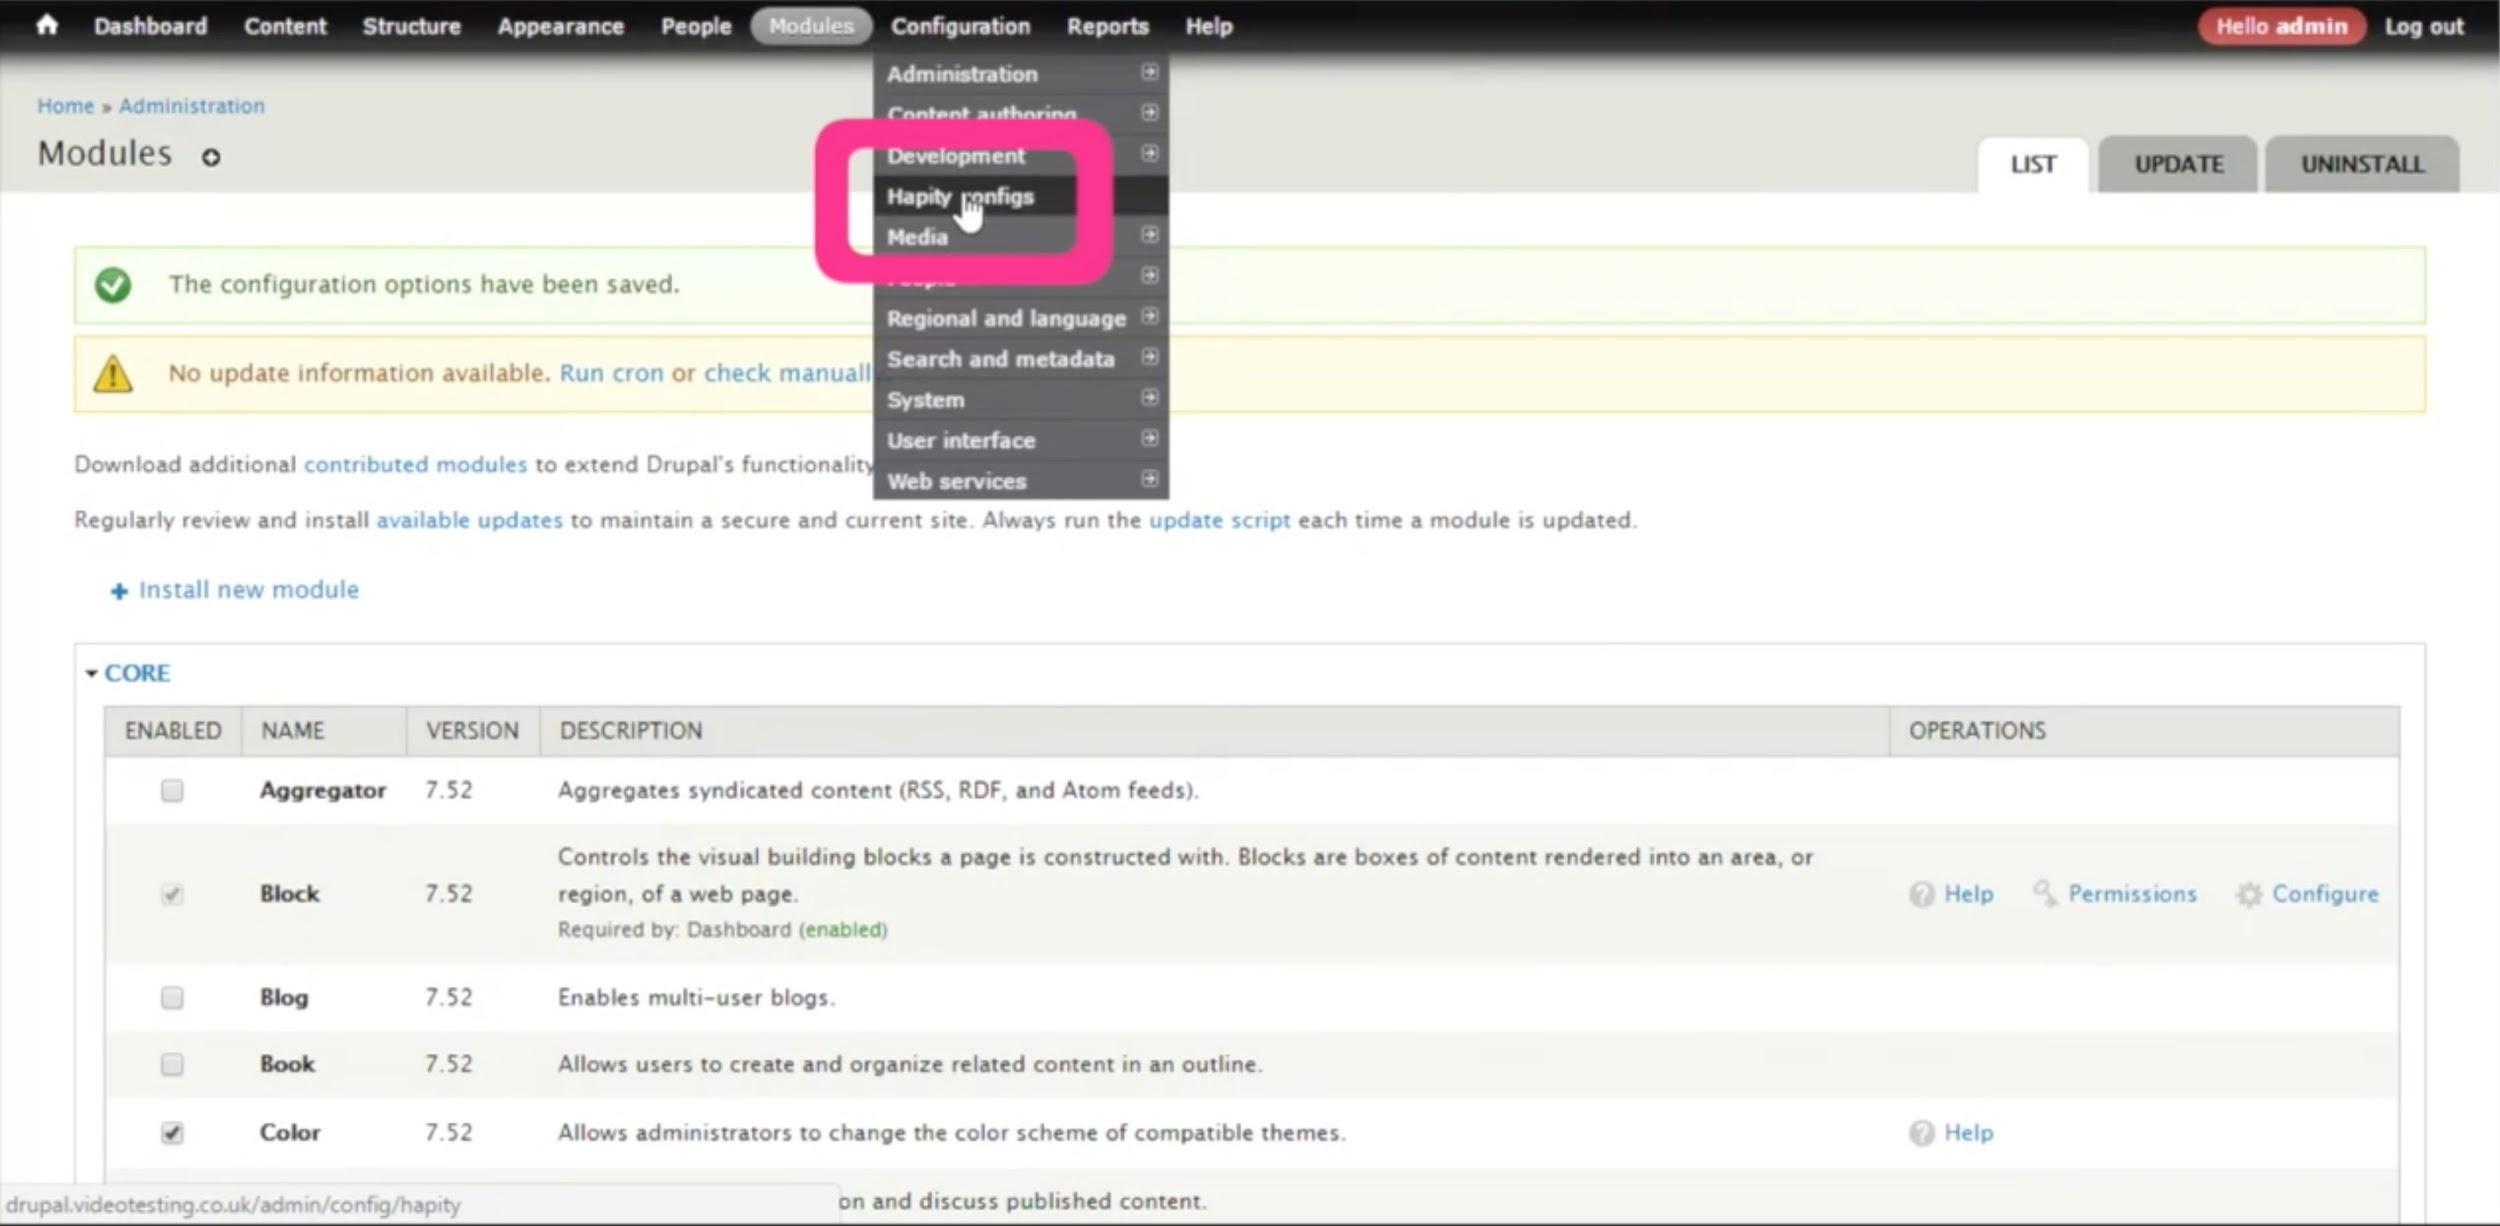 Dashboard Content Structure Appearance People Modules Configuration Reports Help Hello admin Log out
Administration
Home » Administration
Content authoring
Modules
Development
LIST UPDATE UNINSTALL
Hapity configs
Media
The configuration options have been saved.
People
Regional and language
Search and metadata
No update information available. Run cron or check manuall
System
User interface
Download additional contributed modules to extend Drupal's functionality
Web services
Regularly review and install available updates to maintain a secure and current site. Always run the update script each time a module is updated.
Install new module
CORE
ENABLED NAME VERSION DESCRIPTION OPERATIONS
Aggregator 7.52 Aggregates syndicated content (RSS, RDF, and Atom feeds).
Controls the visual building blocks a page is constructed with. Blocks are boxes of content rendered into an area, or
Block 7.52 region, of a web page. Help Permissions Configure
Required by: Dashboard (enabled)
Blog 7.52 Enables multi-user blogs.
Book 7.52 Allows users to create and organize related content in an outline.
Color 7.52 Allows administrators to change the color scheme of compatible themes. Help
drupal.videotesting.co.uk/admin/config/hapity on and discuss published content.